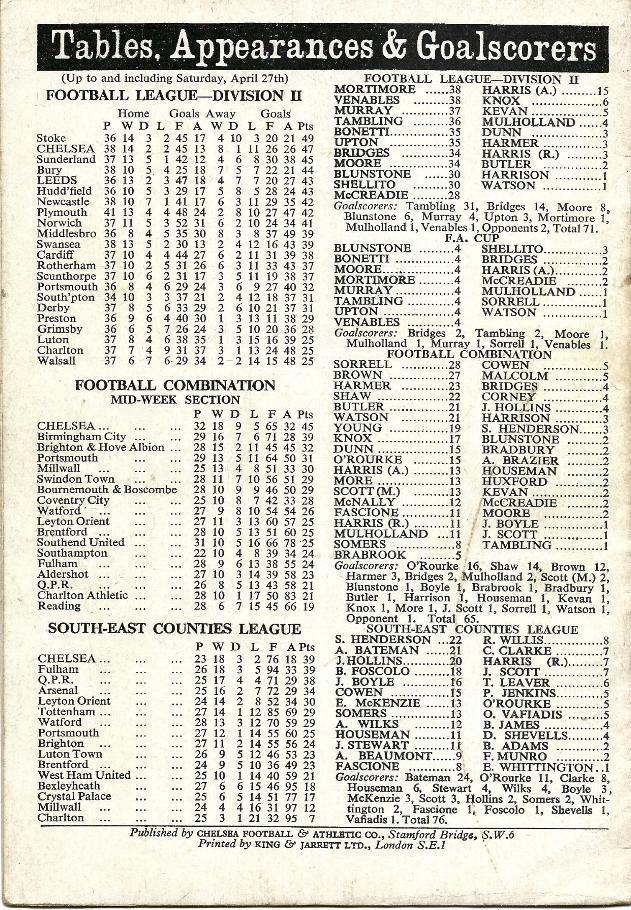 Tables, Appearances & Goalscorers
(Up to and including Saturday, April 27th)
FOOTBALL LEAGUE—DIVISION II
Home Goals Away Goals
P W D L F A W D L F A Pts
Stoke 36 14 3 2 45 17 4 10 3 20 21 49
CHELSEA 38 14 2 2 45 13 8 1 11 26 26 47
Sunderland 37 13 5 1 42 12 4 6 8 30 38 45
Bury 38 10 5 4 25 18 7 5 7 22 21 44
LEEDS 36 13 2 3 47 18 4 7 7 20 27 43
Hudd'field 36 10 5 3 29 17 5 8 5 28 24 43
Newcastle 38 10 7 1 41 17 6 3 11 29 35 42
Plymouth 41 13 4 4 48 24 2 8 10 27 47 42
Norwich 37 11 5 3 52 31 6 2 10 24 34 41
Middlesbro 36 8 4 5 35 30 8 3 8 37 49 39
Swansea 38 13 5 2 30 13 2 4 12 16 43 39
Cardiff 37 10 4 4 44 27 6 2 11 31 39 38
Rotherham 37 10 2 5 31 26 6 3 11 33 43 37
Scunthorpe 37 10 6 2 31 17 3 5 11 19 38 37
Portsmouth 36 8 4 6 29 24 3 6 9 27 40 32
South'pton 34 10 3 3 37 21 2 4 12 18 37 31
Derby 37 8 5 6 33 29 2 6 10 21 37 31
Preston 36 9 6 4 40 30 1 3 13 11 38 29
Grimsby 36 6 5 7 26 24 3 5 10 20 36 28
Luton 37 8 4 6 38 35 1 3 15 16 39 25
Charlton 37 7 4 9 31 37 3 1 13 24 48 25
Walsall 37 6 7 6 29 34 2 2 14 15 48 25
FOOTBALL COMBINATION
MID-WEEK SECTION
P W D L F A Pts
CHELSEA ... ... ... 32 18 9 5 65 32 45
Birmingham City ... ... 29 16 7 6 71 28 39
Brighton & Hove Albion ... 28 15 2 11 45 45 32
Portsmouth ... ... 29 13 5 11 64 50 31
Millwall ... ... ... 25 13 4 8 51 33 30
Swindon Town ... ... 28 11 7 10 56 51 29
Bournemouth & Boscombe 28 10 9 9 46 50 29
Coventry City ... ... 25 10 8 7 42 33 28
Watford ... ... ... 27 9 8 10 54 54 26
Leyton Orient ... ... 27 11 3 13 60 57 25
Brentford ... ... ... 28 10 5 13 51 60 25
Southend United ... ... 31 10 5 16 66 78 25
Southampton ... ... 22 10 4 8 39 34 24
Fulham ... ... ... 28 9 6 13 38 55 24
Aldershot ... ... ... 27 10 3 14 39 58 23
Q.P.R. ... ... ... 26 8 5 13 43 58 21
Charlton Athletic ... ... 28 10 1 17 50 83 21
Reading ... ... ... 28 6 7 15 45 66 19
SOUTH-EAST COUNTIES LEAGUE
P W D L F A Pts
CHELSEA ... ... ... 23 18 3 2 76 18 39
Fulham ... ... ... 26 18 3 5 94 33 39
Q.P.R. ... ... ... 25 17 4 4 71 29 38
Arsenal ... ... ... 25 16 2 7 72 29 34
Leyton Orient ... ... 24 14 2 8 52 34 30
Tottenham ... ... ... 27 14 1 12 85 69 29
Watford ... ... ... 28 13 3 12 70 59 29
Portsmouth ... ... 27 12 1 14 55 60 25
Brighton ... ... ... 27 11 2 14 55 56 24
Luton Town ... ... 26 9 5 12 46 53 23
Brentford ... ... ... 24 9 5 10 36 49 23
West Ham United ... ... 25 10 1 14 40 59 21
Bexleyheath ... ... 27 6 6 15 46 95 18
Crystal Palace ... ... 25 6 5 14 51 77 17
Millwall ... ... ... 24 4 4 16 31 97 12
Charlton ... ... ... 25 3 1 21 32 95 7
FOOTBALL LEAGUE—DIVISION II
MORTIMORE ......38 HARRIS (A.) ......15
VENABLES ......38 KNOX ......6
MURRAY ......37 KEVAN ......5
TAMBLING ......36 MULHOLLAND ....4
BONETTI ......35 DUNN ......3
UPTON ......35 HARMER ......3
BRIDGES ......34 HARRIS (R.) ......3
MOORE ......34 BUTLER ......2
BLUNSTONE ......30 HARRISON ......1
SHELLITO ......30 WATSON ......1
McCREADIE ......28
Goalscorers: Tambling 31, Bridges 14, Moore 8,
Blunstone 6, Murray 4, Upton 3, Mortimore 1,
Mulholland 1, Venables 1, Opponents 2, Total 71.
F.A. CUP
BLUNSTONE ......4 SHELLITO ......3
BONETTI ......4 BRIDGES ......2
MOORE ......4 HARRIS (A.) ......2
MORTIMORE ......4 McCREADIE ......2
MURRAY ......4 MULHOLLAND ......1
TAMBLING ......4 SORRELL ......1
UPTON ......4 WATSON ......1
VENABLES ......4
Goalscorers: Bridges 2, Tambling 2, Moore 1,
Mulholland 1, Murray 1, Sorrell 1, Venables 1.
FOOTBALL COMBINATION
SORRELL ......28 COWEN ......5
BROWN ......27 MALCOLM ......5
HARMER ......23 BRIDGES ......4
SHAW ......22 CORNEY ......4
BUTLER ......21 J. HOLLINS ......4
WATSON ......21 HARRISON ......3
YOUNG ......19 S. HENDERSON ......3
KNOX ......17 BLUNSTONE ......2
DUNN ......15 BRADBURY ......2
O'ROURKE ......15 A. BRAZIER ......2
HARRIS (A.) ......13 HOUSEMAN ......2
MORE ......13 HUXFORD ......2
SCOTT (M.) ......13 KEVAN ......2
McNALLY ......12 McCREADIE ......2
FASCIONE ......11 MOORE ......2
HARRIS (R.) ......11 J. BOYLE ......1
MULHOLLAND ......11 J. SCOTT ......1
SOMERS ......8 TAMBLING ......1
BRABROOK ......5
Goalscorers: O'Rourke 16, Shaw 14, Brown 12,
Harmer 3, Bridges 2, Mulholland 2, Scott (M.) 2,
Blunstone 1, Boyle 1, Brabrook 1, Bradbury 1,
Butler 1, Harrison 1, Houseman 1, Kevan 1,
Knox 1, More 1, J. Scott 1, Sorrell 1, Watson 1,
Opponent 1. Total 65.
SOUTH-EAST COUNTIES LEAGUE
S. HENDERSON ...22 R. WILLIS ......8
A. BATEMAN ......21 C. CLARKE ......7
J. HOLLINS ......20 HARRIS (R.) ......7
B. FOSCOLO ......18 J. SCOTT ......7
J. BOYLE ......16 T. LEAVER ......6
COWEN ......15 P. JENKINS ......5
E. McKENZIE ......13 O'ROURKE ......5
SOMERS ......13 O. VAFIADIS ......5
A. WILKS ......12 B. JAMES ......4
HOUSEMAN ......11 D. SHEVELLS ......4
J. STEWART ......11 B. ADAMS ......2
A. BEAUMONT ......9 F. MUNRO ......2
FASCIONE ......8 E. WHITTINGTON ..1
Goalscorers: Bateman 24, O'Rourke 11, Clarke 8,
Houseman 6, Stewart 4, Wilks 4, Boyle 3,
McKenzie 3, Scott 3, Hollins 2, Somers 2, Whit-
tington 2, Fascione 1, Foscolo 1, Shevells 1,
Vafiadis 1. Total 76.
Published by CHELSEA FOOTBALL & ATHLETIC CO., Stamford Bridge, S.W.6
Printed by KING & JARRETT LTD., London S.E.1